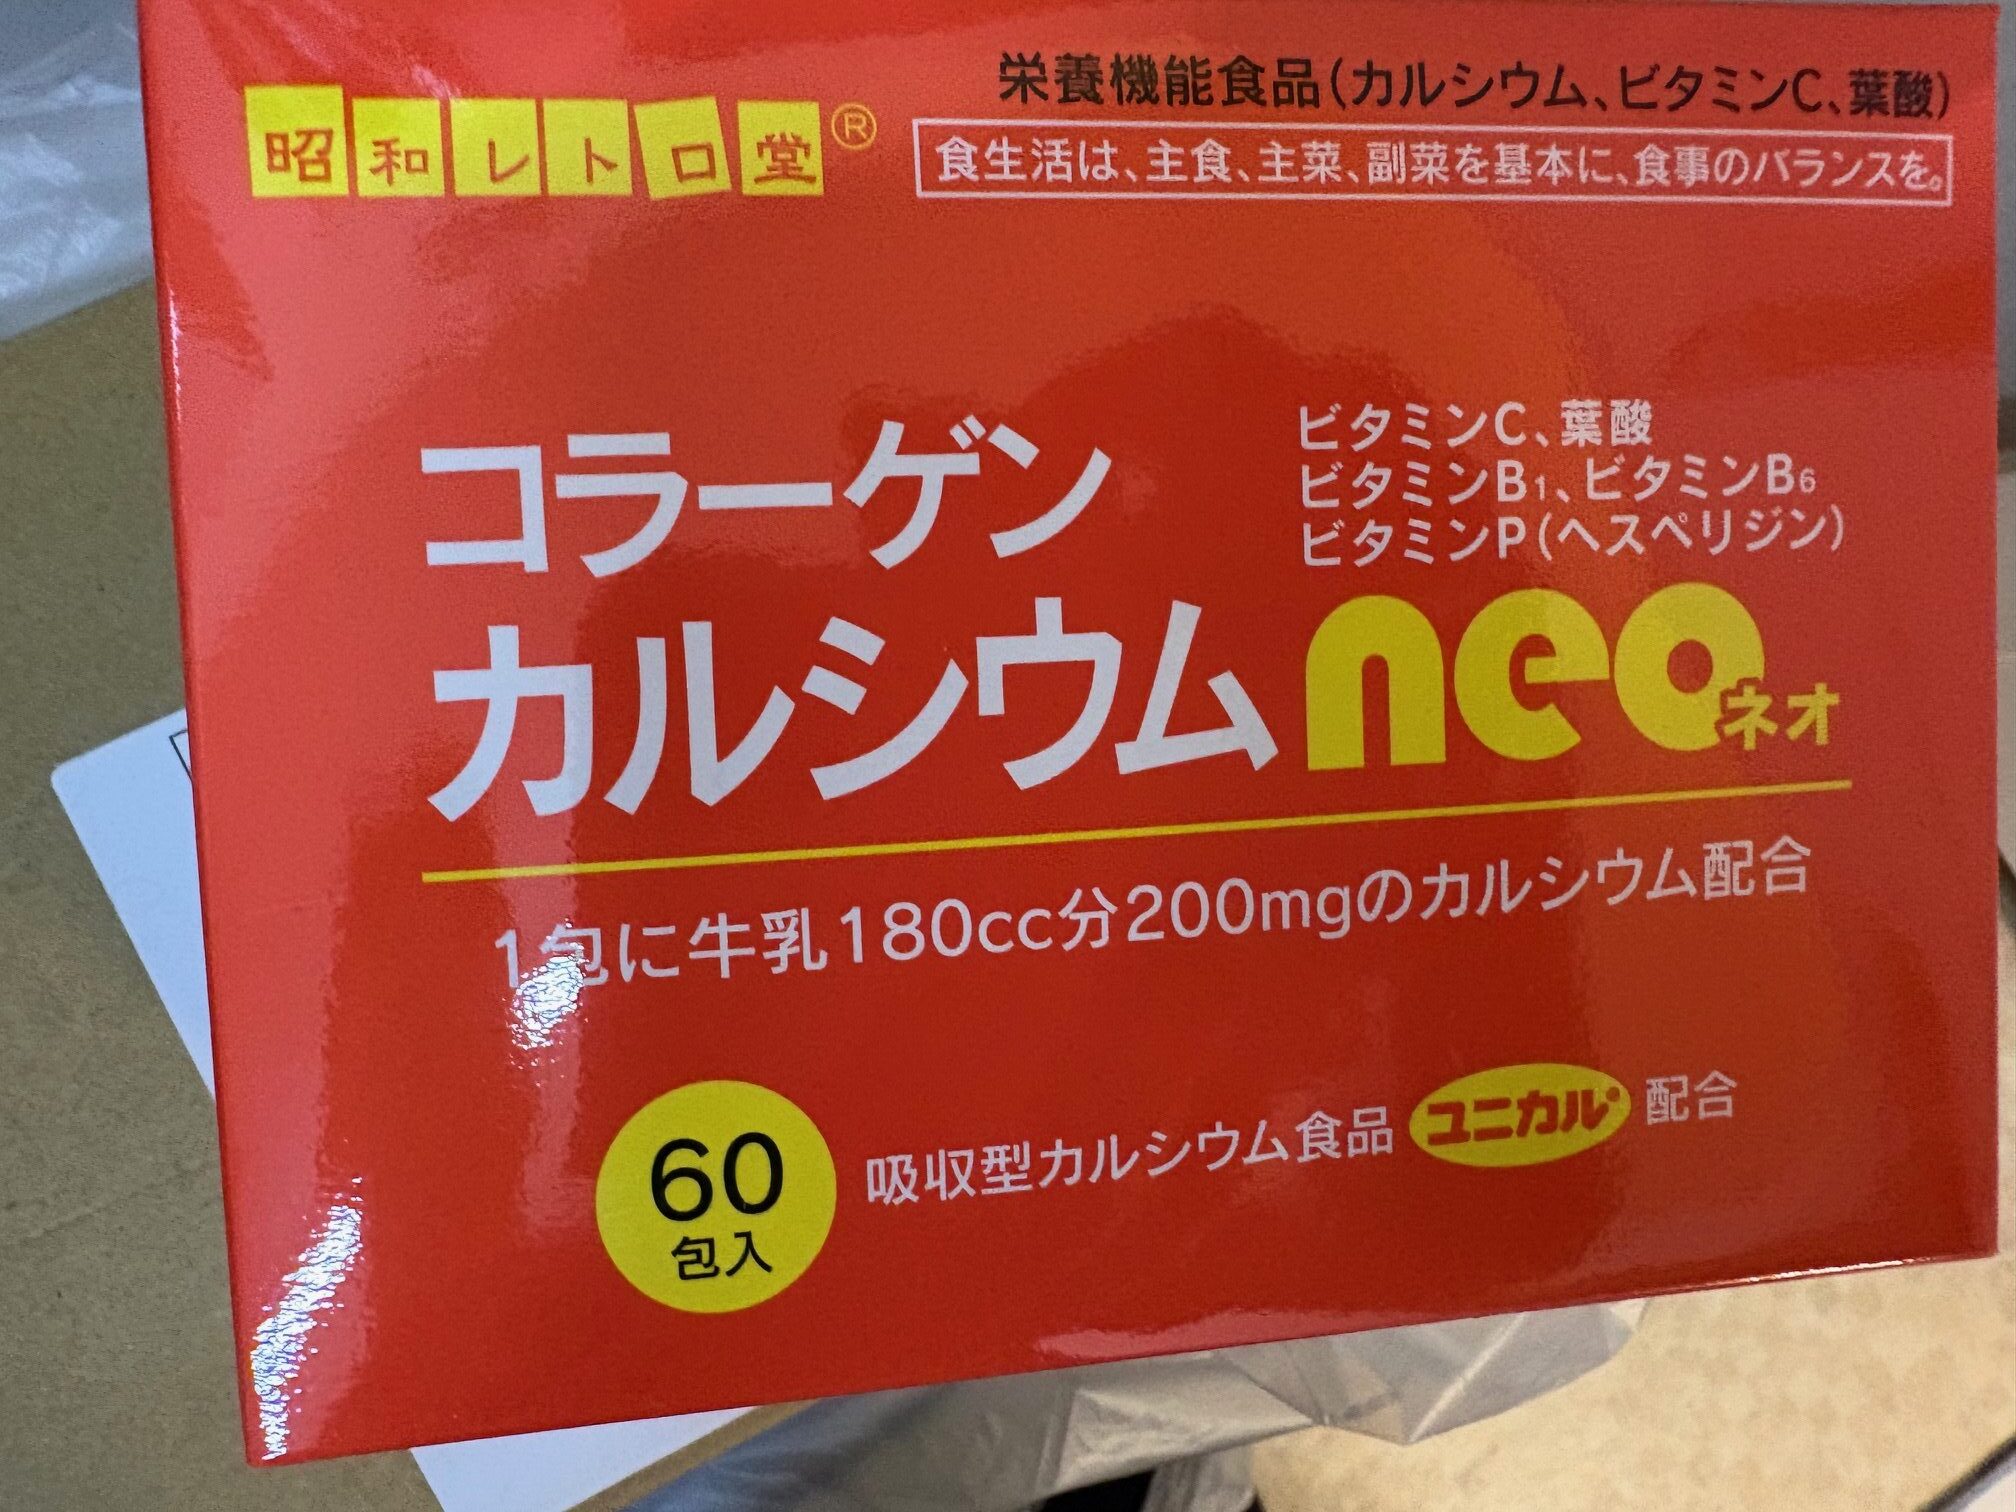 昭和レトロ堂®
栄養機能食品(カルシウム、ビタミンC、葉酸)
食生活は、主食、主菜、副菜を基本に、食事のバランスを。
コラーゲン
カルシウム neo ネオ
ビタミンC、葉酸
ビタミンB1、ビタミンB6
ビタミンP(ヘスペリジン)
1包に牛乳180cc分200mgのカルシウム配合
60
包入
吸収型カルシウム食品 ユニカル 配合